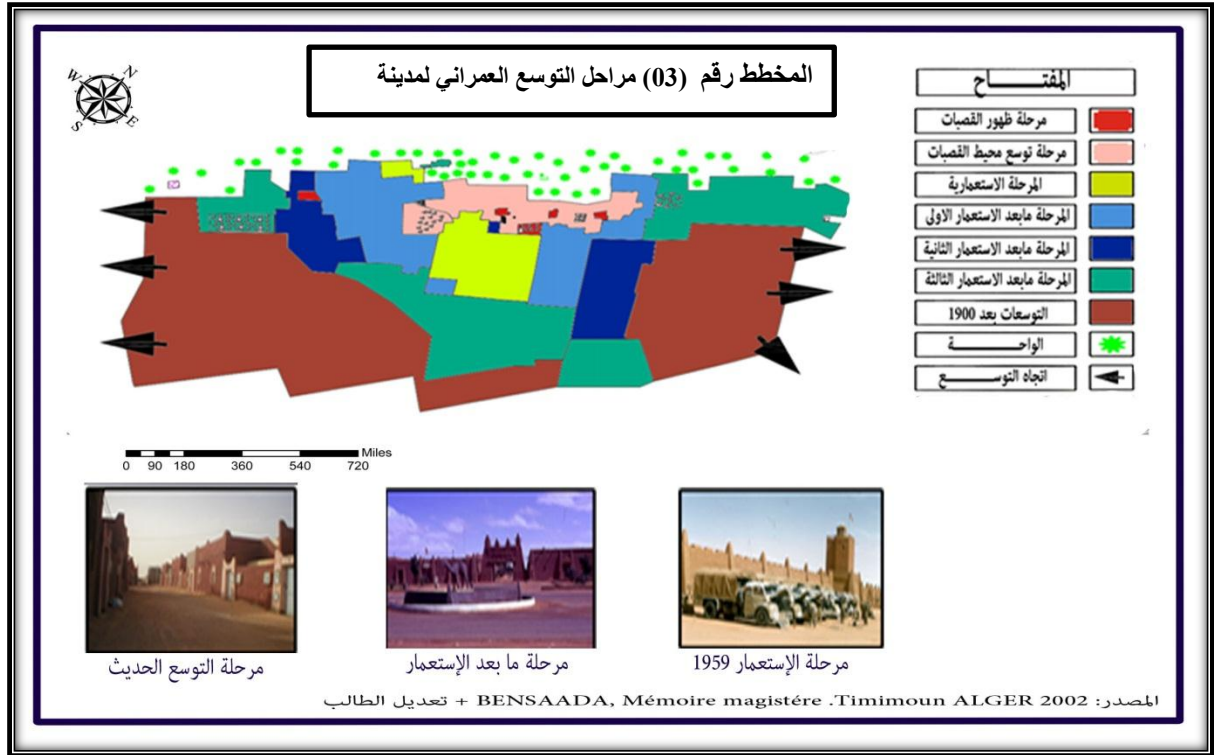 المخطط رقم (03) مراحل التوسع العمراني لمدينة
N
W
E
S
المفتــــــاح
مرحلة ظهور القصبات
مرحلة توسع محيط القصبات
المرحلة الاستعمارية
المرحلة مابعد الاستعمار الاولى
المرحلة مابعد الاستعمار الثانية
المرحلة مابعد الاستعمار الثالثة
التوسعات بعد 1900
الواحــــــــة
اتجاه التوســــــع
Miles
0 90 180 360 540 720
مرحلة الإستعمار 1959
مرحلة ما بعد الإستعمار
مرحلة التوسع الحديث
المصدر: BENSAADA, Mémoire magistére .Timimoun ALGER 2002 + تعديل الطالب